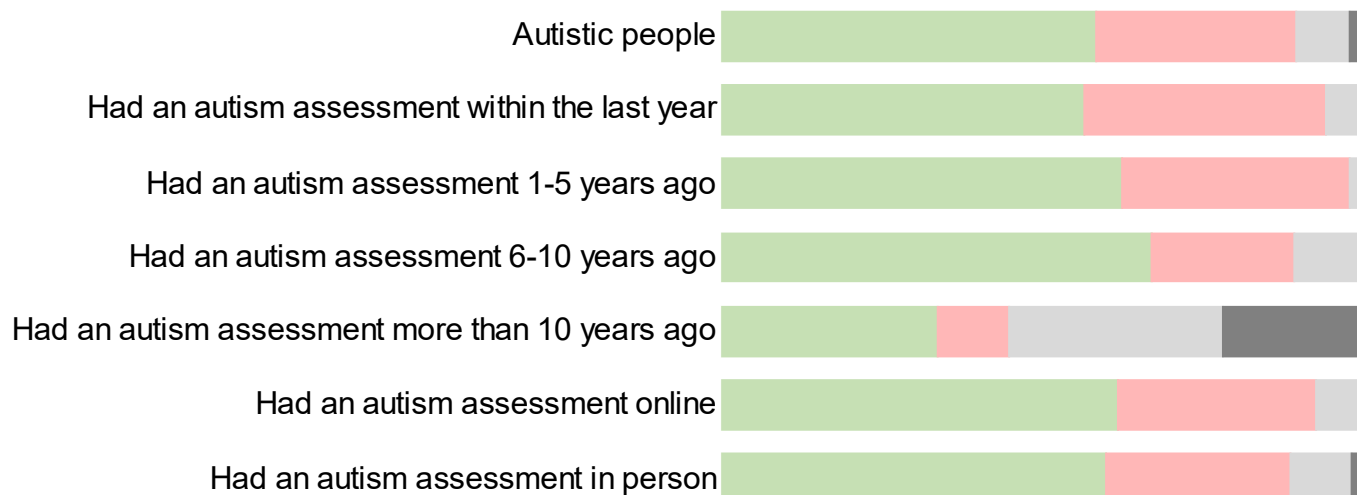 Autistic people
Had an autism assessment within the last year
Had an autism assessment 1-5 years ago
Had an autism assessment 6-10 years ago
Had an autism assessment more than 10 years ago
Had an autism assessment online
Had an autism assessment in person